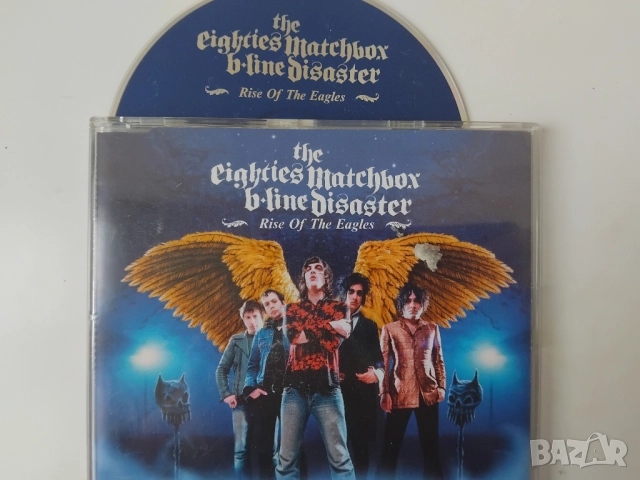 the
eighties matchbox
b·line disaster
Rise Of The Eagles
the
eighties matchbox
b·line disaster
Rise Of The Eagles
BAZAR